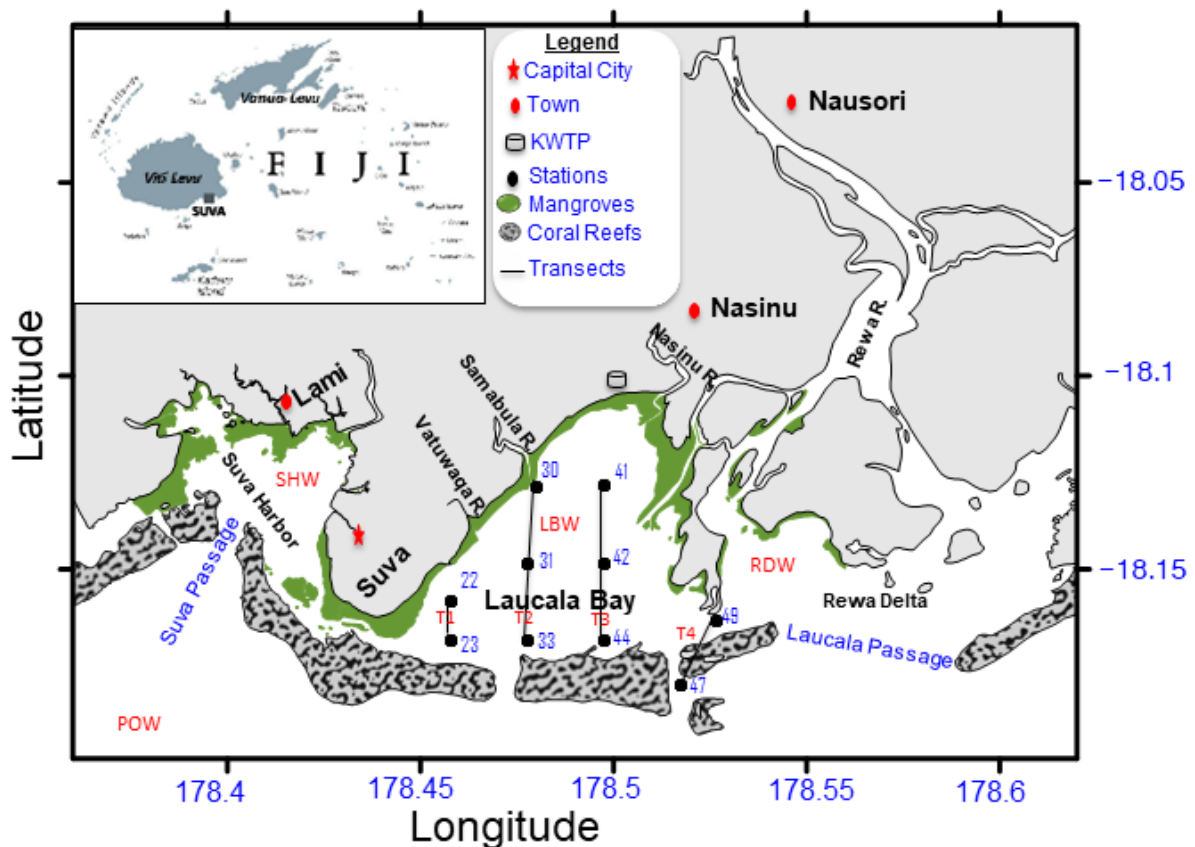 Legend
Capital City
Town
KWTP
Stations
Mangroves
Coral Reefs
Transects
Vanua Levu
F I J I
Viti Levu
SUVA
Kadavu
Island
Nausori
Nasinu
Rewa R.
Nasinu R.
Samabula R.
Vatuwaqa R.
Lami
Suva Harbor
SHW
Suva
Suva Passage
POW
30
41
LBW
31
42
22
Laucala Bay
T1
T2
T3
T4
23
33
44
49
47
RDW
Rewa Delta
Laucala Passage
−18.05
−18.1
−18.15
Latitude
178.4
178.45
178.5
178.55
178.6
Longitude